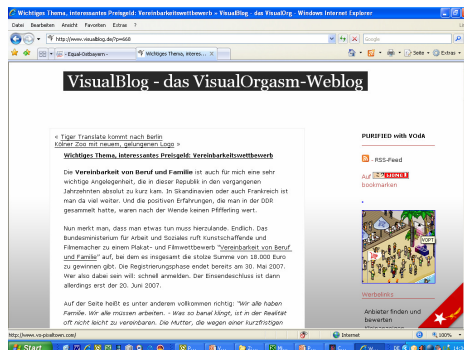 Wichtiges Thema, interessantes Preisgeld: Vereinbarkeitswettbewerb » VisualBlog - das VisualOrg - Windows Internet Explorer
Datei Bearbeiten Ansicht Favoriten Extras ?
http://www.visualblog.de/?p=668
Google
- Equal-Ostbayern -
Wichtiges Thema, interes...
Seite
Extras
VisualBlog - das VisualOrgasm-Weblog
« Tiger Translate kommt nach Berlin
Kölner Zoo mit neuem, gelungenen Logo »
Wichtiges Thema, interessantes Preisgeld: Vereinbarkeitswettbewerb
Die Vereinbarkeit von Beruf und Familie ist auch für mich eine sehr
wichtige Angelegenheit, die in dieser Republik in den vergangenen
Jahrzehnten absolut zu kurz kam. In Skandinavien oder auch Frankreich ist
man da viel weiter. Und die positiven Erfahrungen, die man in der DDR
gesammelt hatte, waren nach der Wende keinen Pfifferling wert.
Nun merkt man, dass man etwas tun muss hierzulande. Endlich. Das
Bundesministerium für Arbeit und Soziales ruft Kunstschaffende und
Filmemacher zu einem Plakat- und Filmwettbewerb "Vereinbarkeit von Beruf
und Familie" auf, bei dem es insgesamt die stolze Summe von 18.000 Euro
zu gewinnen gibt. Die Registrierungsphase endet bereits am 30. Mai 2007.
Wer also dabei sein will: schnell anmelden. Der Einsendeschluss ist dann
allerdings erst der 20. Juni 2007.
Auf der Seite heißt es unter anderem vollkommen richtig: "Wir alle haben
Familie. Wir alle müssen arbeiten. - Was so banal klingt, ist in der Realität
oft nicht leicht zu vereinbaren. Die Mutter, die wegen einer kurzfristigen
PURIFIED with VOdA
- RSS-Feed
Auf
bookmarken
VOPT
Werbelinks
Anbieter finden und
bewerten
http://www.vo-pixeltown.com/
Internet
100%
Start
DE